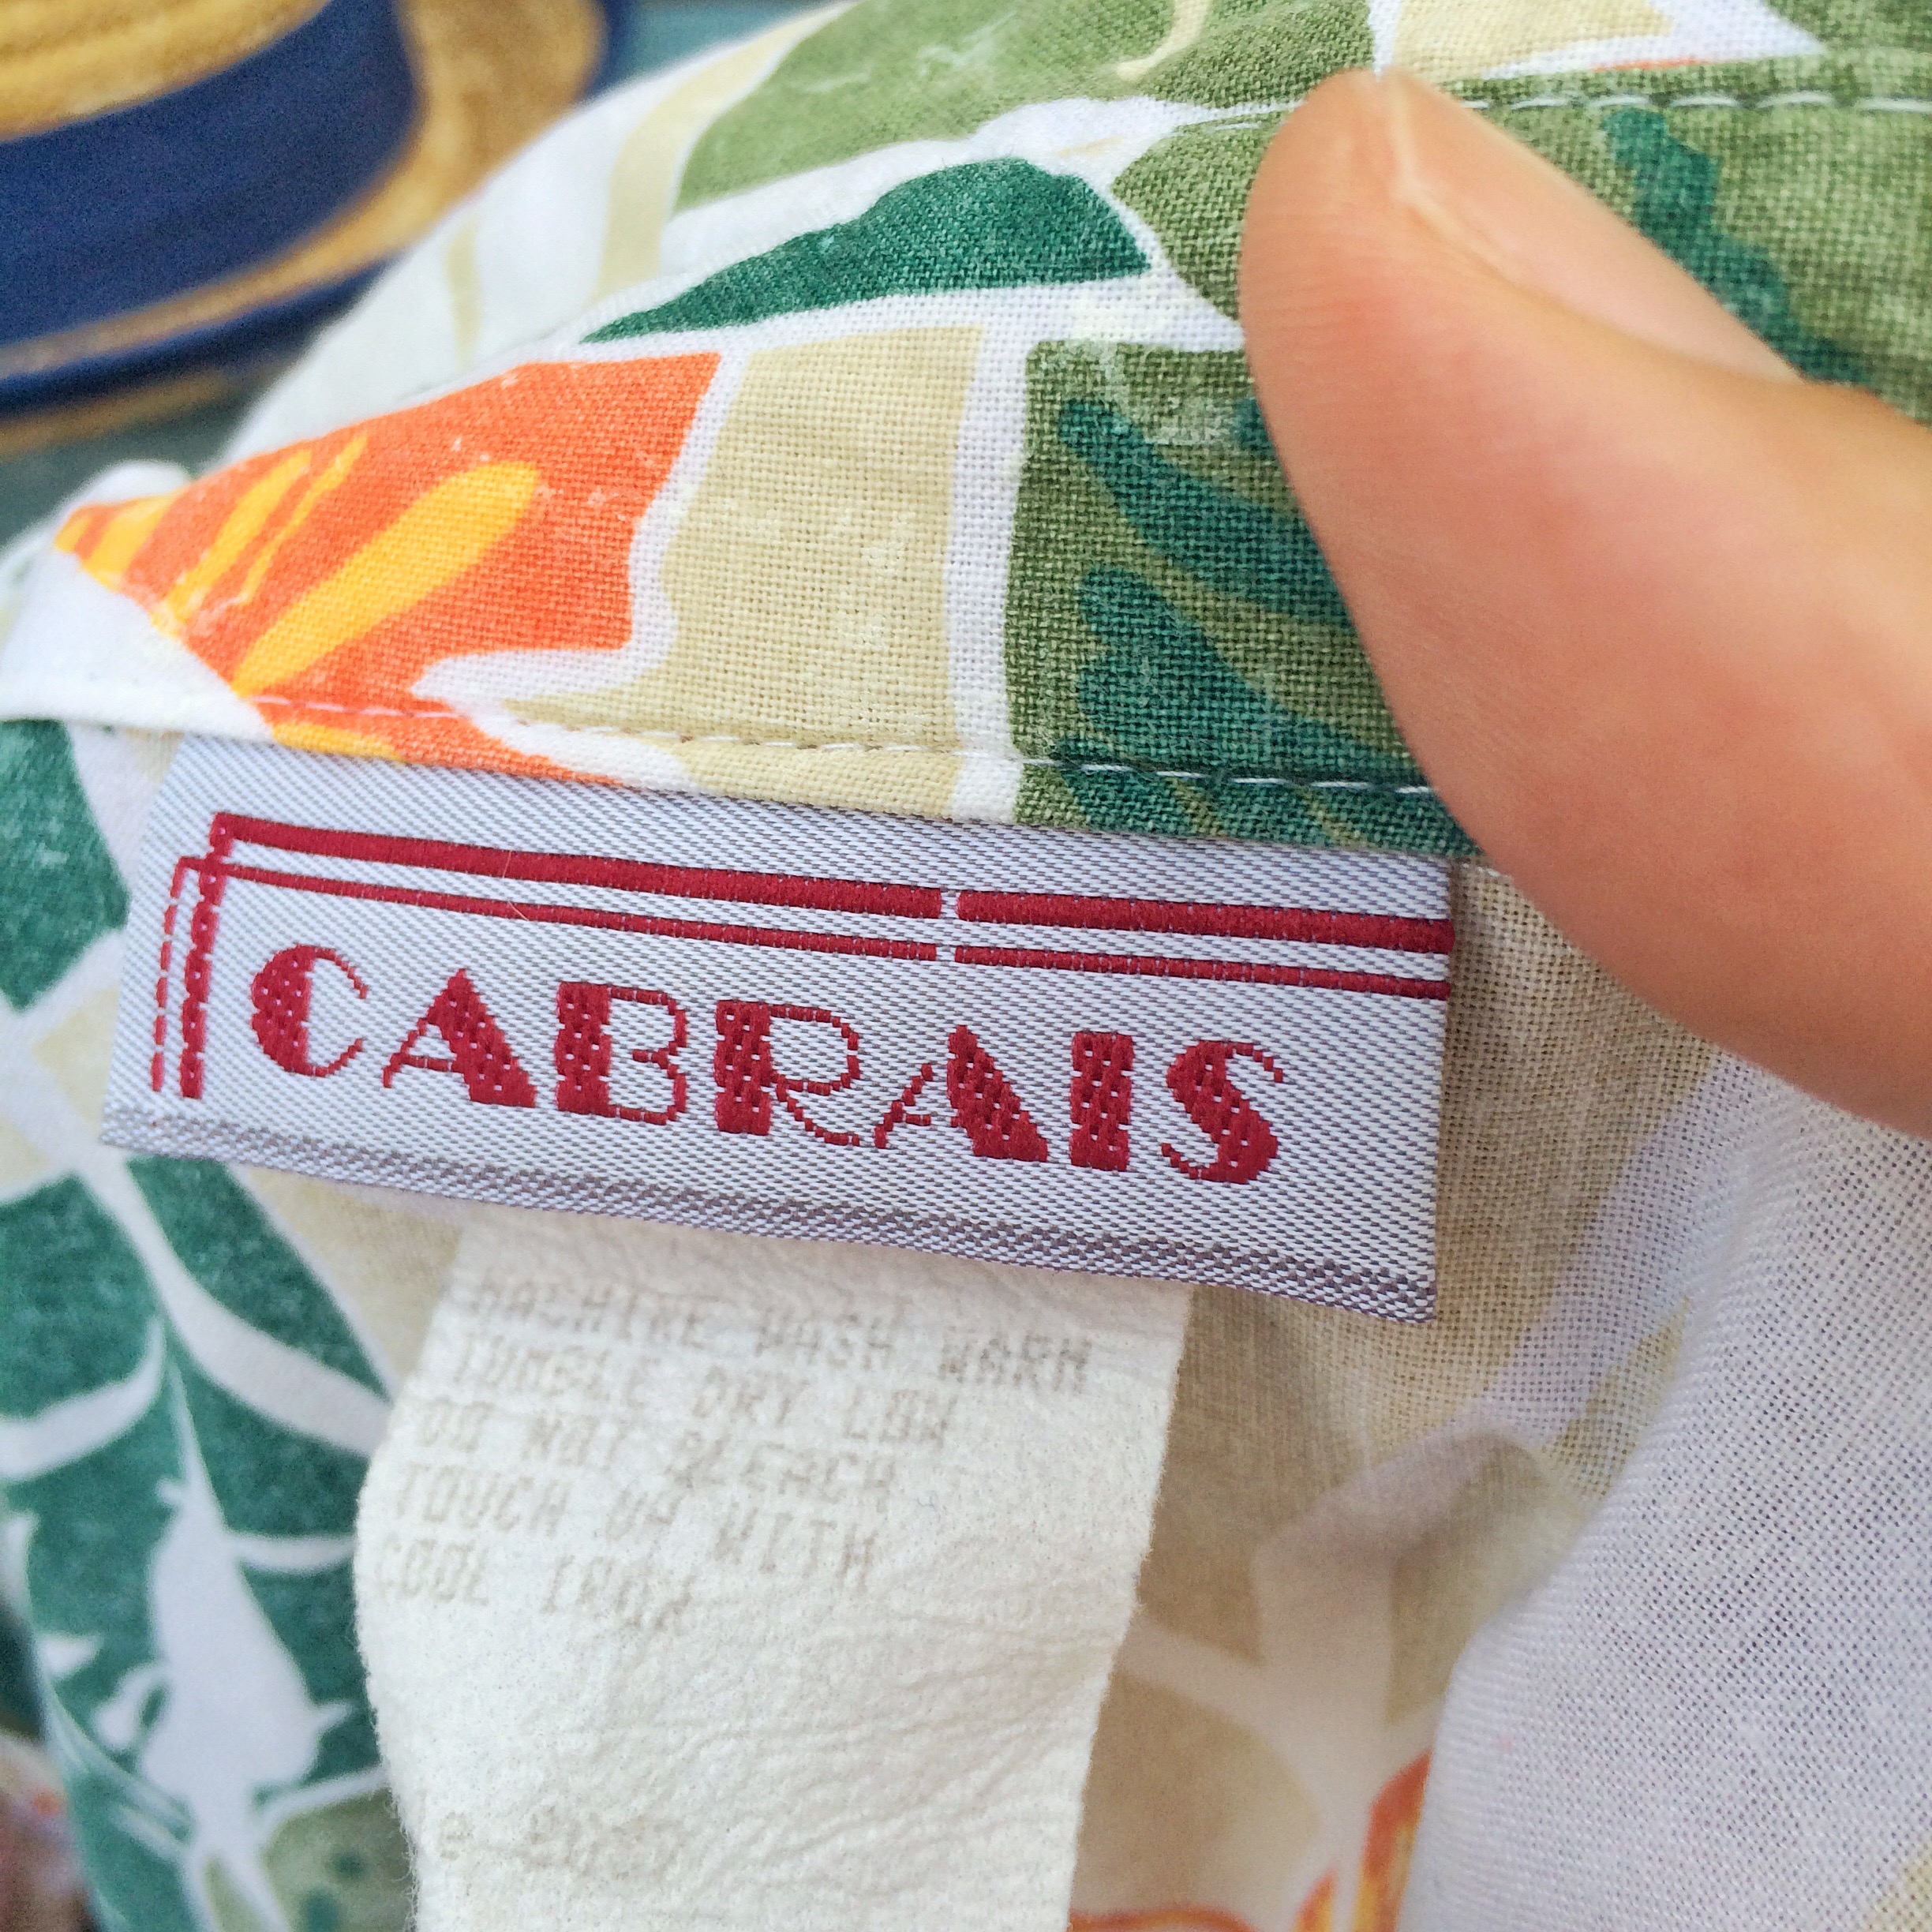 CABRAIS
MACHINE WASH WARM
TUMBLE DRY LOW
DO NOT BLEACH
TOUCH UP WITH
COOL IRON